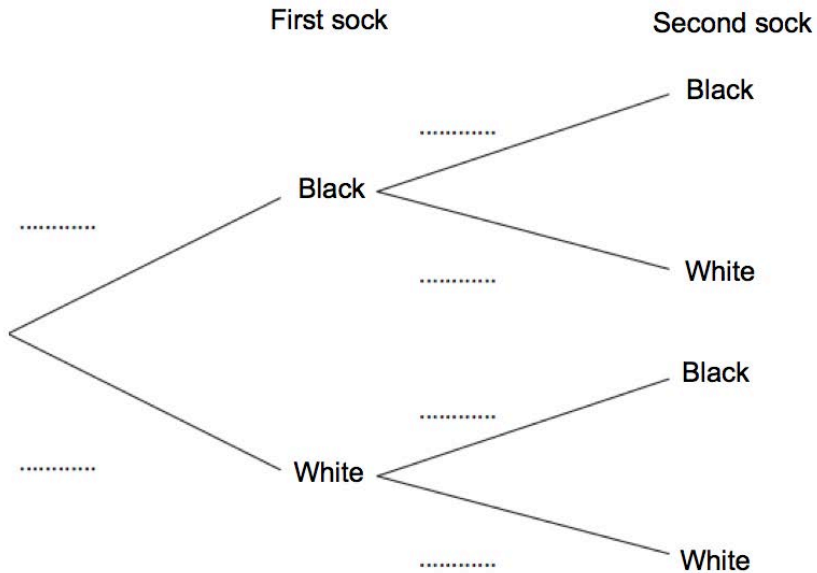 First sock
Second sock
Black
............
Black
............
............
White
Black
............
............
White
............
White